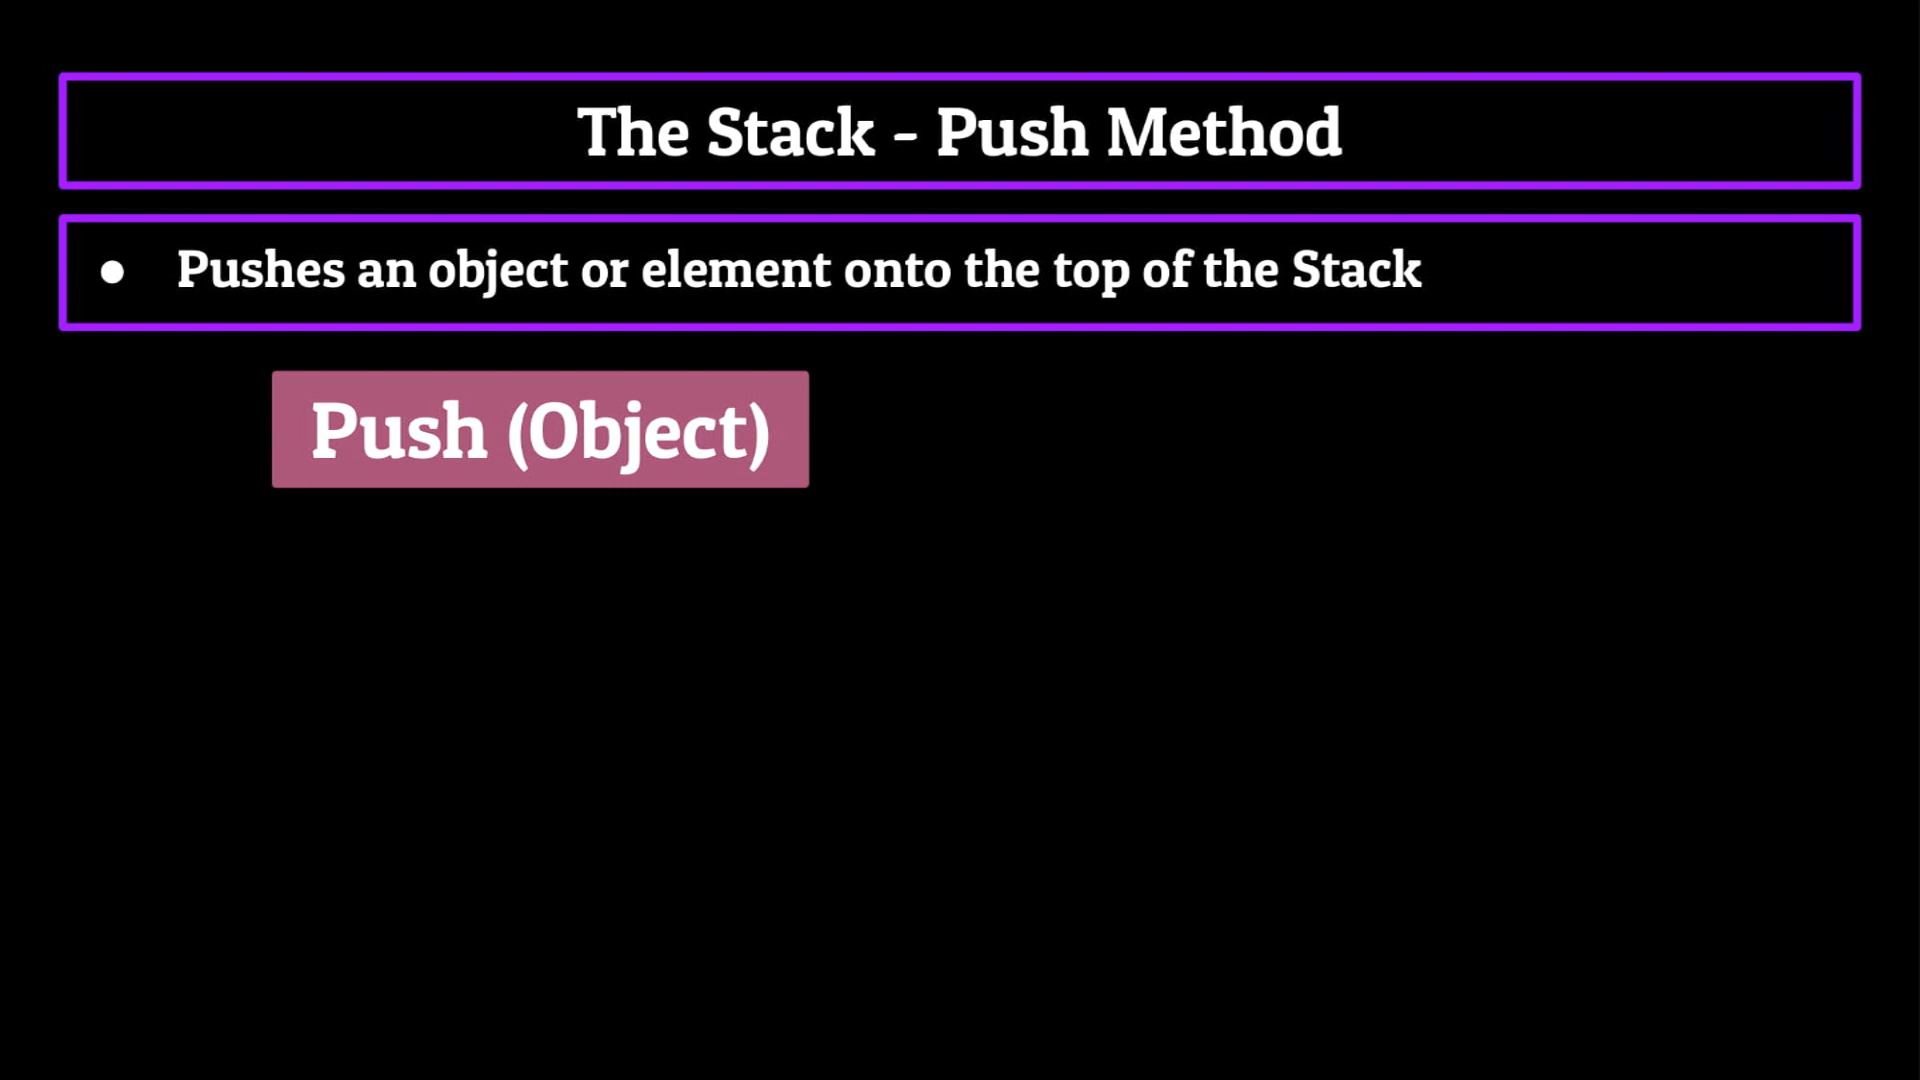 The Stack - Push Method
● Pushes an object or element onto the top of the Stack
Push (Object)